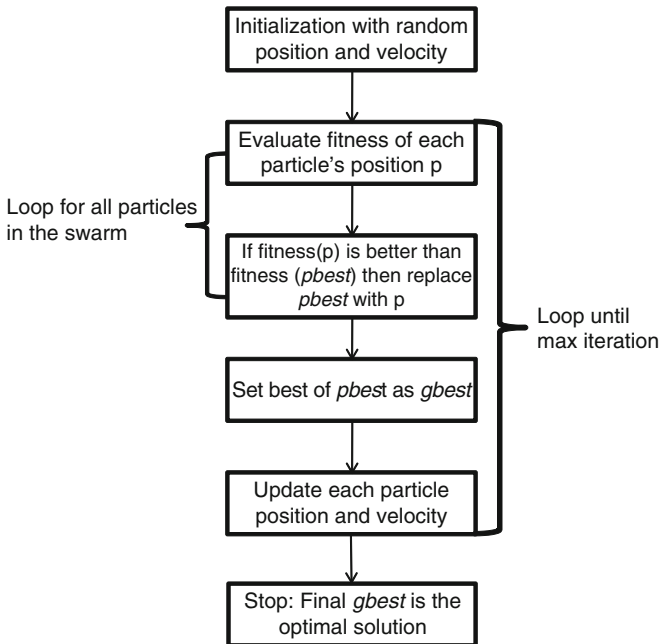 Initialization with random
position and velocity
Evaluate fitness of each
particle's position p
Loop for all particles
in the swarm
If fitness(p) is better than
fitness (pbest) then replace
pbest with p
Loop until
max iteration
Set best of pbest as gbest
Update each particle
position and velocity
Stop: Final gbest is the
optimal solution